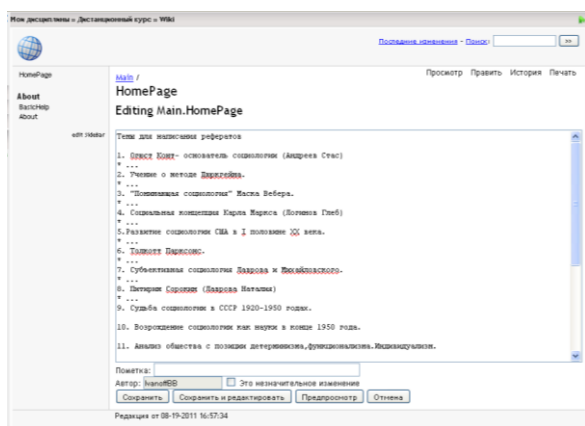 Мои дисциплины » Дистанционный курс » Wiki
Последние изменения - Поиск:
HomePage
About
BasicHelp
About
edit SideBar
Просмотр Править История Печать
Main /
HomePage
Editing Main.HomePage
Темы для написания рефератов
1. Огюст Конт- основатель социологии (Андреев Стас)
* ...
2. Учение о методе Дюркгейма.
* ...
3. "Понимающая социология" Макса Вебера.
* ...
4. Социальная концепция Карла Маркса (Логинов Глеб)
* ...
5.Развитие социологии США в I половине XX века.
* ...
6. Толкотт Парсонс.
* ...
7. Субъективная социология Лаврова и Михайловского.
* ...
8. Питирим Сорокин (Лаврова Наталия)
* ...
9. Судьба социологии в СССР 1920-1950 годах.
10. Возрождение социологии как науки в конце 1950 года.
11. Анализ общества с позиции детерминизма,функционализма.Индивидуализм.
Пометка:
Автор: IvanoffBB Это незначительное изменение
Сохранить Сохранить и редактировать Предпросмотр Отмена
Редакция от 08-19-2011 16:57:34